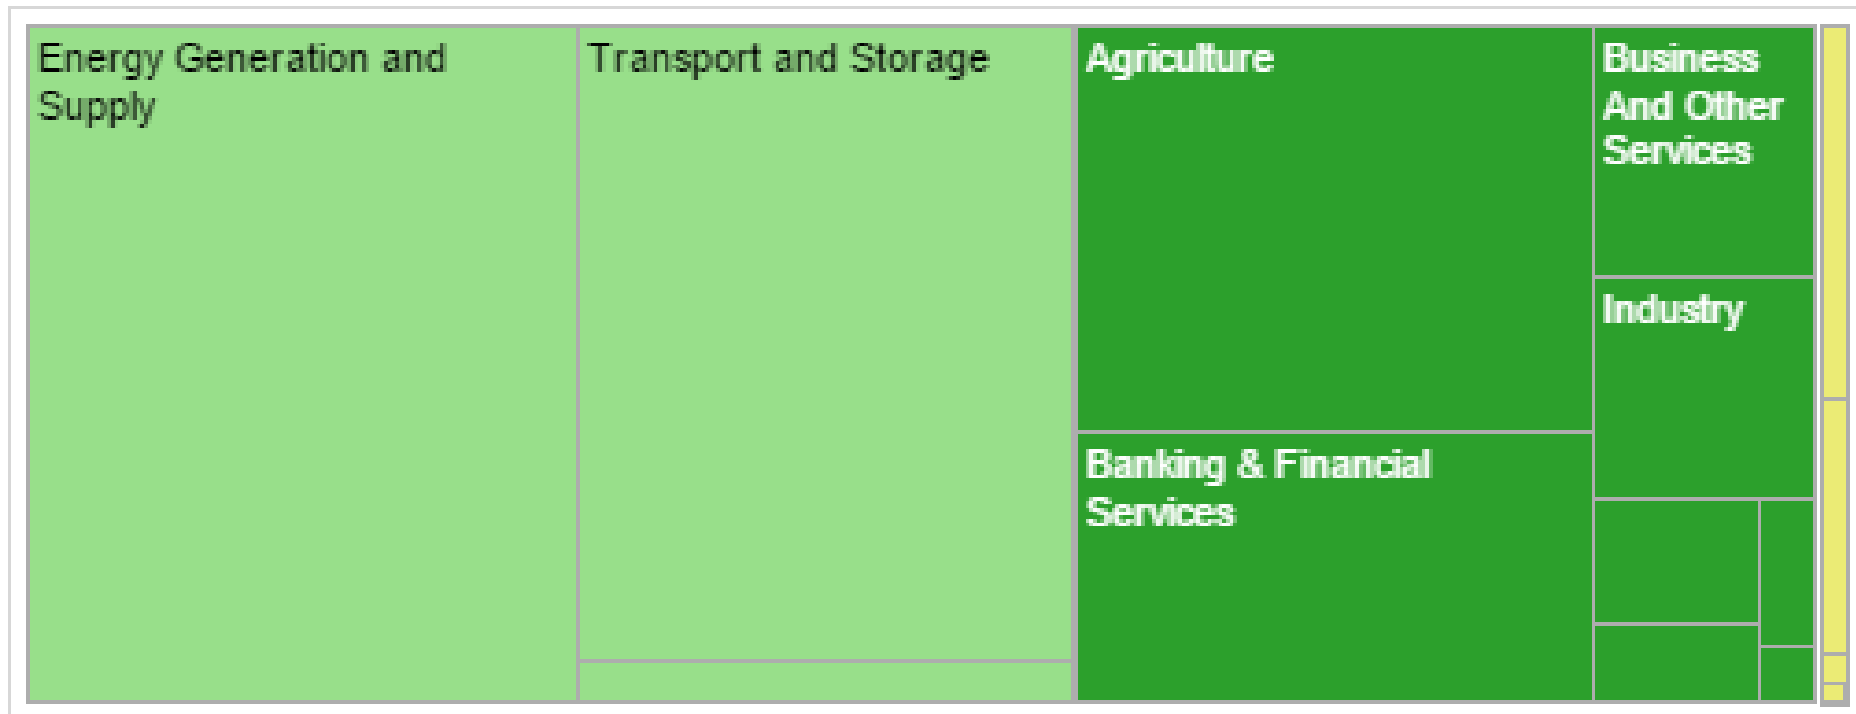 Energy Generation and
Supply
Transport and Storage
Agriculture
Banking & Financial
Services
Business
And Other
Services
Industry